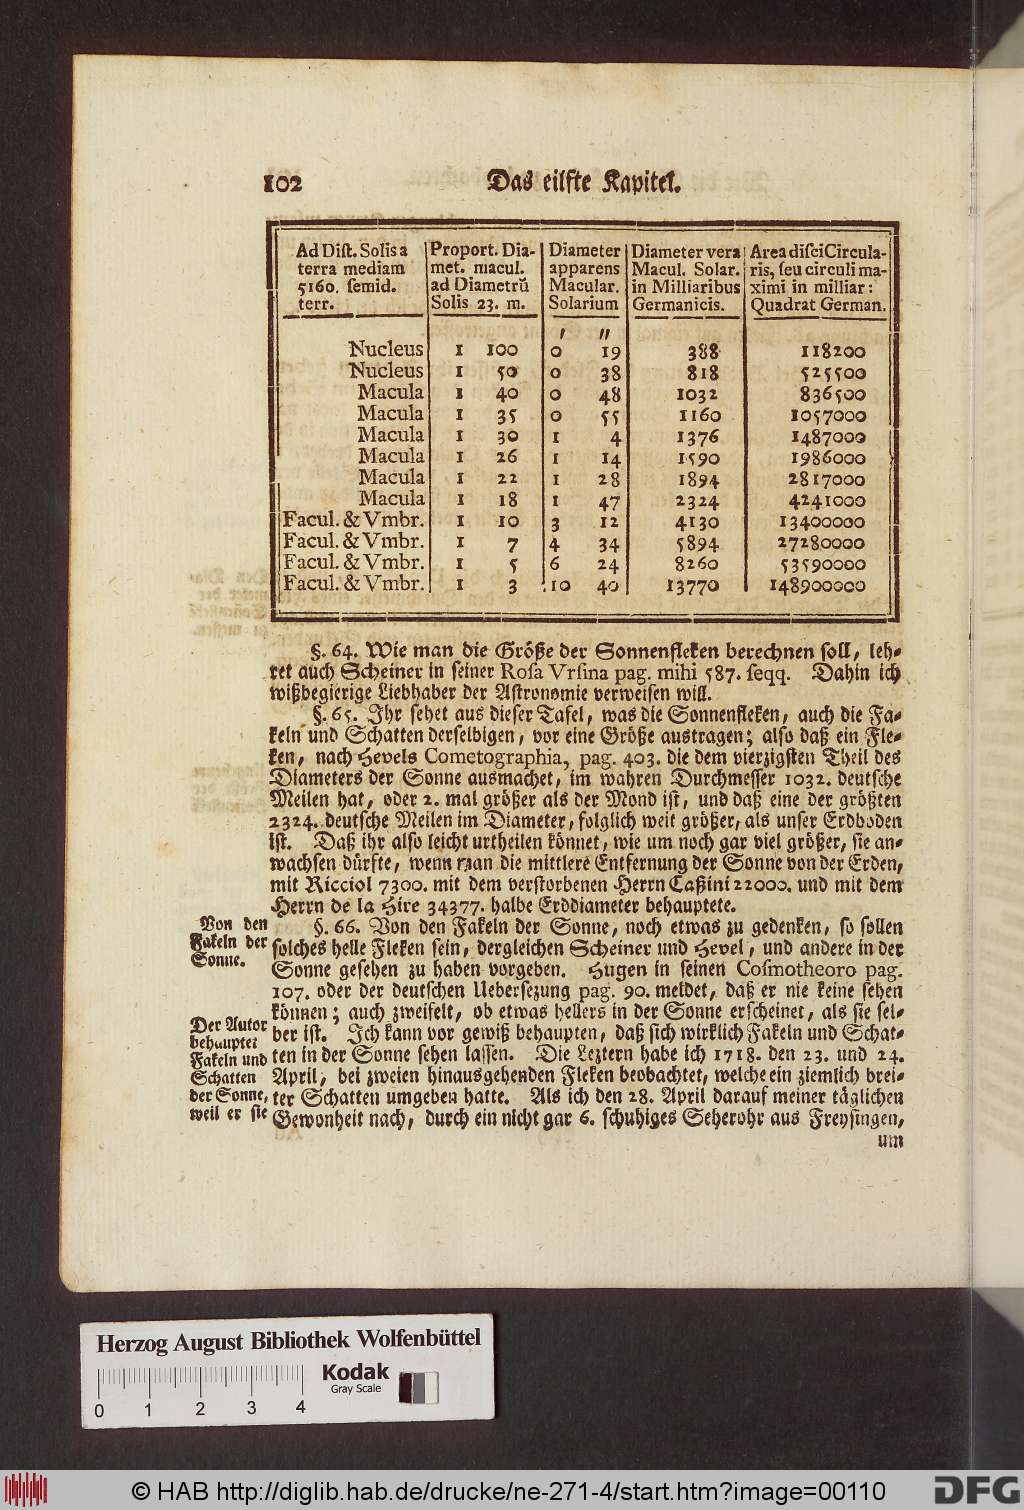 102 Das eilfte Kapitel.
Ad Dist. Solis a terra mediam 5160. semid. terr. | Proport. Diamet. macul. ad Diametrũ Solis 23. m. | Diameter apparens Macular. Solarium | Diameter vera Macul. Solar. in Milliaribus Germanicis. | Area disci Circularis, seu circuli maximi in milliar: Quadrat German.
′ ″
Nucleus 1 100 0 19 388 118200
Nucleus 1 50 0 38 818 525500
Macula 1 40 0 48 1032 836500
Macula 1 35 0 55 1160 1057000
Macula 1 30 1 4 1376 1487000
Macula 1 26 1 14 1590 1986000
Macula 1 22 1 28 1894 2817000
Macula 1 18 1 47 2324 4241000
Facul. & Vmbr. 1 10 3 12 4130 13400000
Facul. & Vmbr. 1 7 4 34 5894 27280000
Facul. & Vmbr. 1 5 6 24 8260 53590000
Facul. & Vmbr. 1 3 10 40 13770 148900000
§. 64. Wie man die Größe der Sonnenfleken berechnen soll, leh-
ret auch Scheiner in seiner Rosa Vrsina pag. mihi 587. seqq. Dahin ich
wißbegierige Liebhaber der Astronomie verweisen will.
§. 65. Ihr sehet aus dieser Tafel, was die Sonnenfleken, auch die Fa-
keln und Schatten derselbigen, vor eine Größe austragen; also daß ein Fle-
ken, nach Hevels Cometographia, pag. 403. die dem vierzigsten Theil des
Diameters der Sonne ausmachet, im wahren Durchmesser 1032. deutsche
Meilen hat, oder 2. mal größer als der Mond ist, und daß eine der größten
2324. deutsche Meilen im Diameter, folglich weit größer, als unser Erdboden
ist. Daß ihr also leicht urtheilen könnet, wie um noch gar viel größer, sie an-
wachsen dürfte, wenn man die mittlere Entfernung der Sonne von der Erden,
mit Ricciol 7300. mit dem verstorbenen Herrn Caßini 22000. und mit dem
Herrn de la Hire 34377. halbe Erddiameter behauptete.
Von den
Fakeln der
Sonne.
§. 66. Von den Fakeln der Sonne, noch etwas zu gedenken, so sollen
solches helle Fleken sein, dergleichen Scheiner und Hevel, und andere in der
Sonne gesehen zu haben vorgeben. Hugen in seinen Cosmotheoro pag.
107. oder der deutschen Uebersezung pag. 90. meldet, daß er nie keine sehen
können; auch zweifelt, ob etwas hellers in der Sonne erscheinet, als sie sel-
ber ist. Ich kann vor gewiß behaupten, daß sich wirklich Fakeln und Schat-
ten in der Sonne sehen lassen. Die Leztern habe ich 1718. den 23. und 24.
April, bei zweien hinausgehenden Fleken beobachtet, welche ein ziemlich brei-
ter Schatten umgeben hatte. Als ich den 28. April darauf meiner täglichen
Gewonheit nach, durch ein nicht gar 6. schuhiges Seherohr aus Freysingen,
Der Autor
behauptet
Fakeln und
Schatten
der Sonne,
weil er sie
um
Herzog August Bibliothek Wolfenbüttel
Kodak
Gray Scale
0 1 2 3 4
© HAB http://diglib.hab.de/drucke/ne-271-4/start.htm?image=00110
DFG